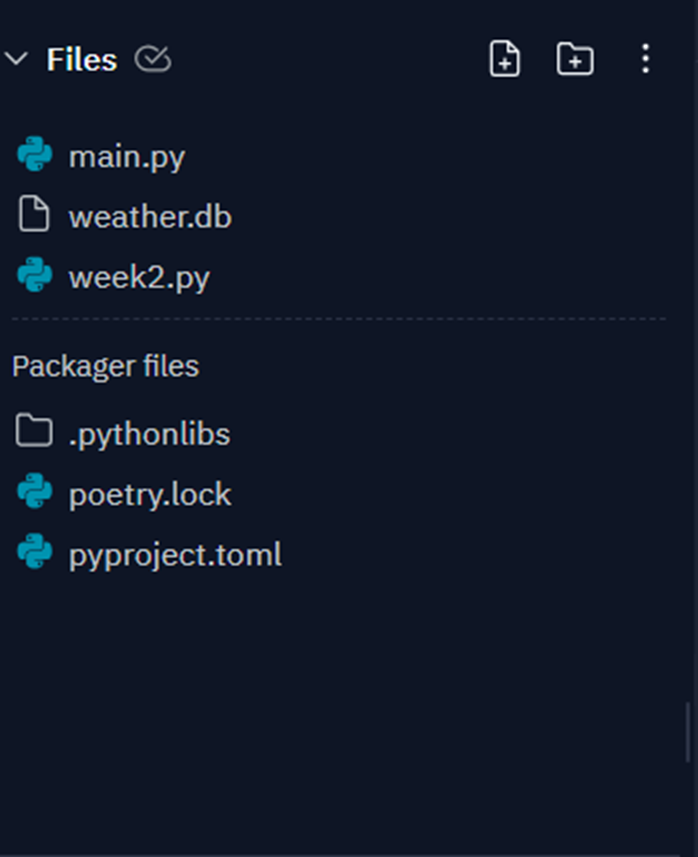 Files
main.py
weather.db
week2.py
Packager files
.pythonlibs
poetry.lock
pyproject.toml